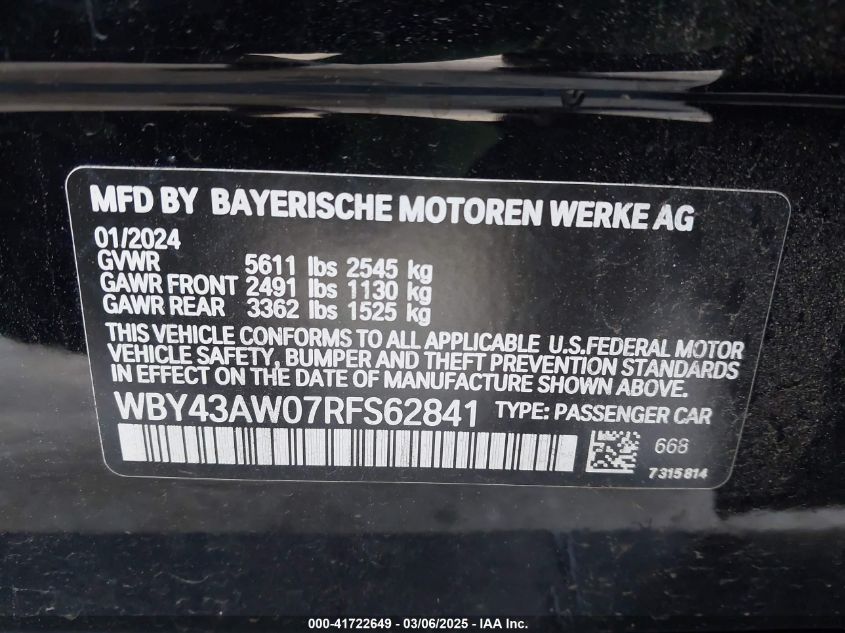 MFD BY BAYERISCHE MOTOREN WERKE AG
01/2024
GVWR 5611 lbs 2545 kg
GAWR FRONT 2491 lbs 1130 kg
GAWR REAR 3362 lbs 1525 kg
THIS VEHICLE CONFORMS TO ALL APPLICABLE U.S.FEDERAL MOTOR
VEHICLE SAFETY, BUMPER AND THEFT PREVENTION STANDARDS
IN EFFECT ON THE DATE OF MANUFACTURE SHOWN ABOVE.
WBY43AW07RFS62841 TYPE: PASSENGER CAR
668
7315814
000-41722649 - 03/06/2025 - IAA Inc.